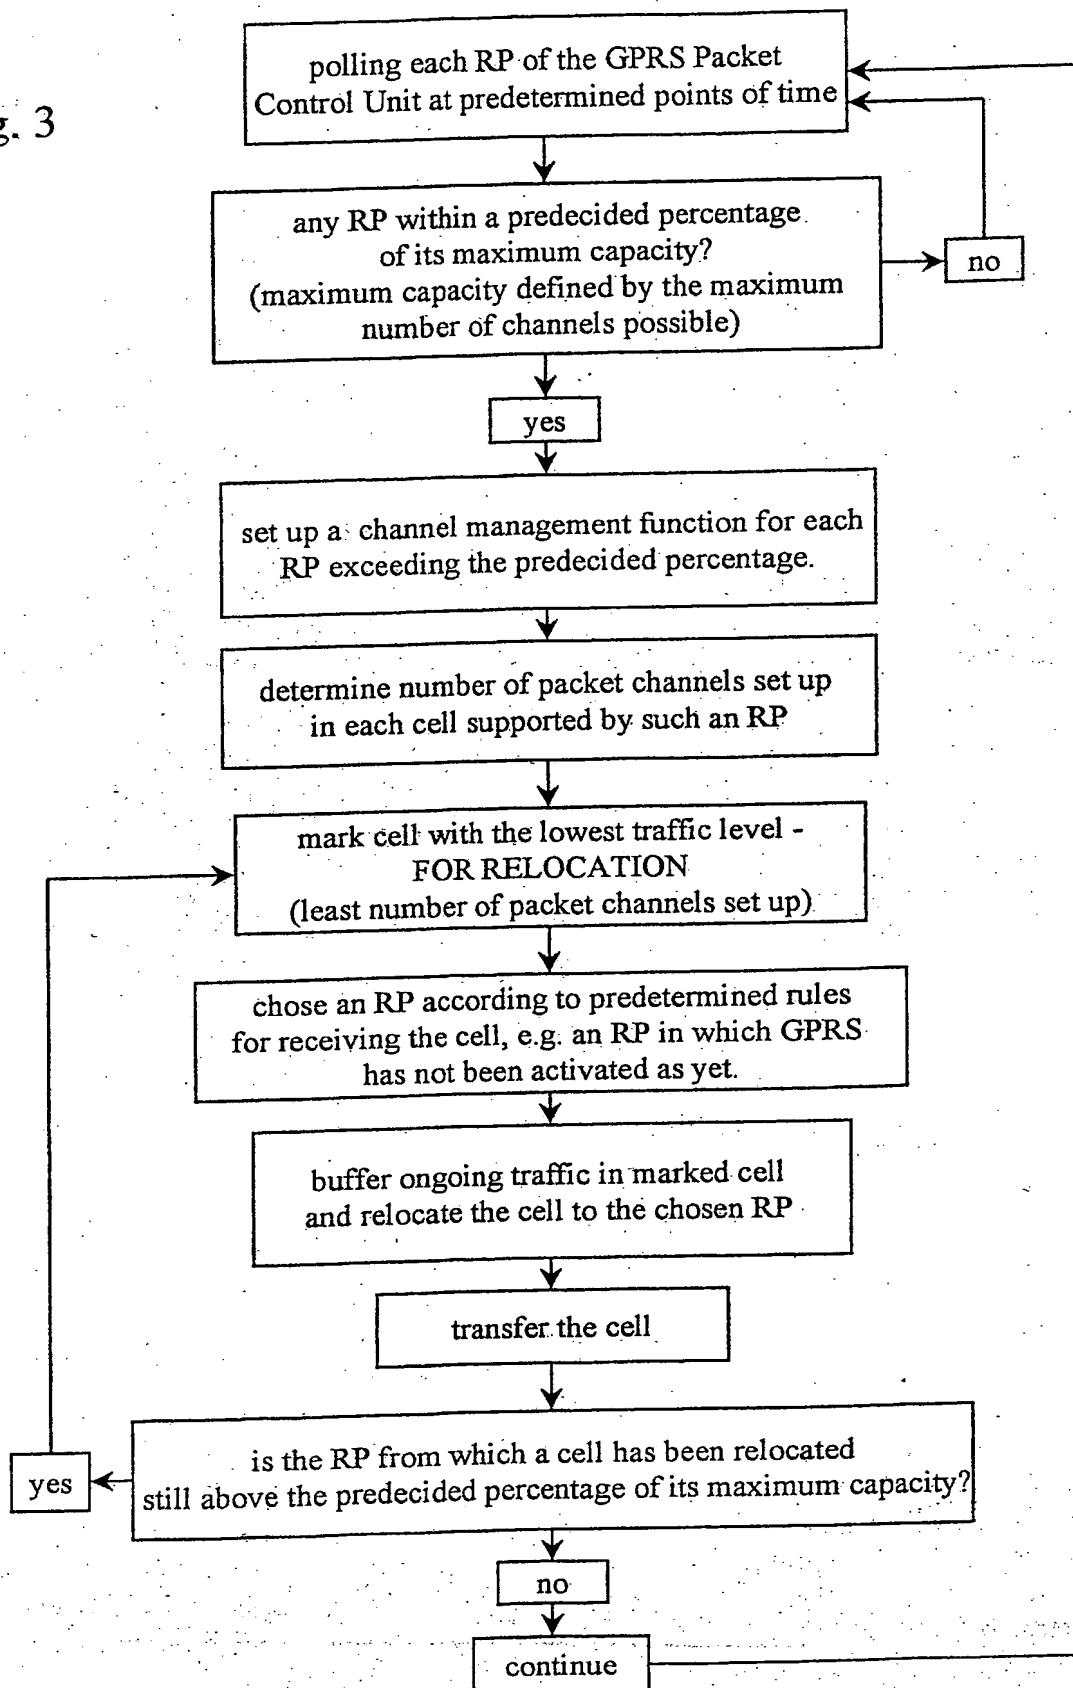 polling each RP of the GPRS Packet
Control Unit at predetermined points of time
g. 3
any RP within a predecided percentage
of its maximum capacity?
(maximum capacity defined by the maximum
number of channels possible)
no
yes
set up a channel management function for each
RP exceeding the predecided percentage.
determine number of packet channels set up
in each cell supported by such an RP
mark cell with the lowest traffic level -
FOR RELOCATION
(least number of packet channels set up)
chose an RP according to predetermined rules
for receiving the cell, e.g. an RP in which GPRS
has not been activated as yet.
buffer ongoing traffic in marked cell
and relocate the cell to the chosen RP
transfer the cell
is the RP from which a cell has been relocated
still above the predecided percentage of its maximum capacity?
yes
no
continue